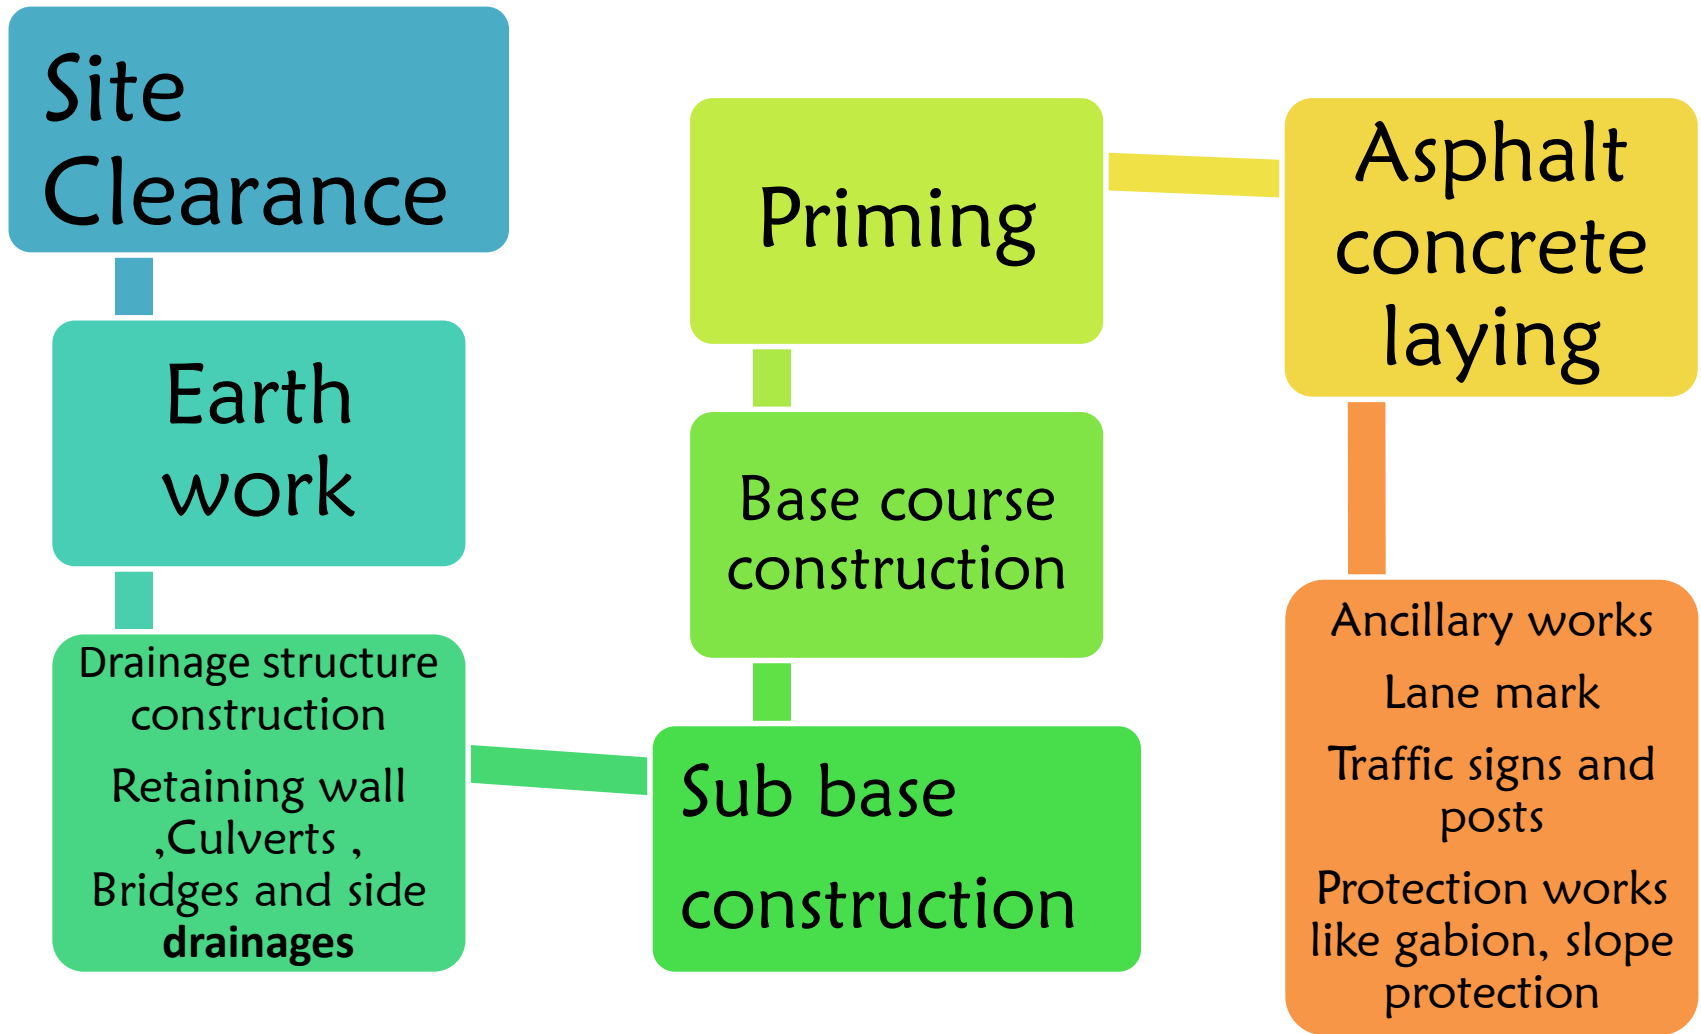 Site
Clearance
Earth
work
Drainage structure
construction
Retaining wall
,Culverts ,
Bridges and side
drainages
Sub base
construction
Base course
construction
Priming
Asphalt
concrete
laying
Ancillary works
Lane mark
Traffic signs and
posts
Protection works
like gabion, slope
protection